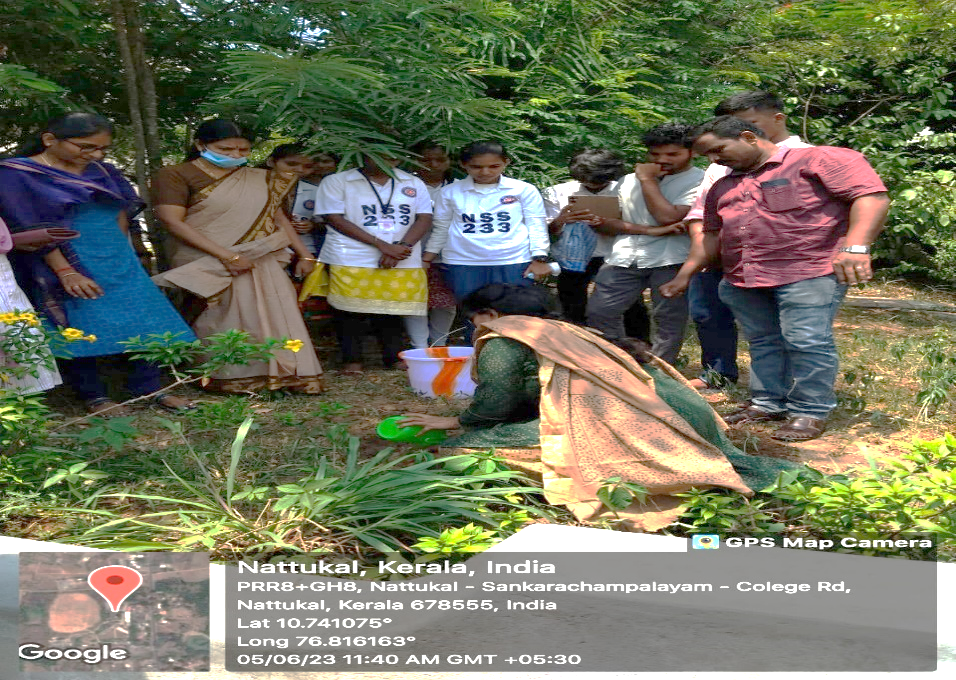 NSS
233
NSS
233
GPS Map Camera
Nattukal, Kerala, India
PRR8+GH8, Nattukal - Sankarachampalayam - Colege Rd,
Nattukal, Kerala 678555, India
Lat 10.741075°
Long 76.816163°
05/06/23 11:40 AM GMT +05:30
Google